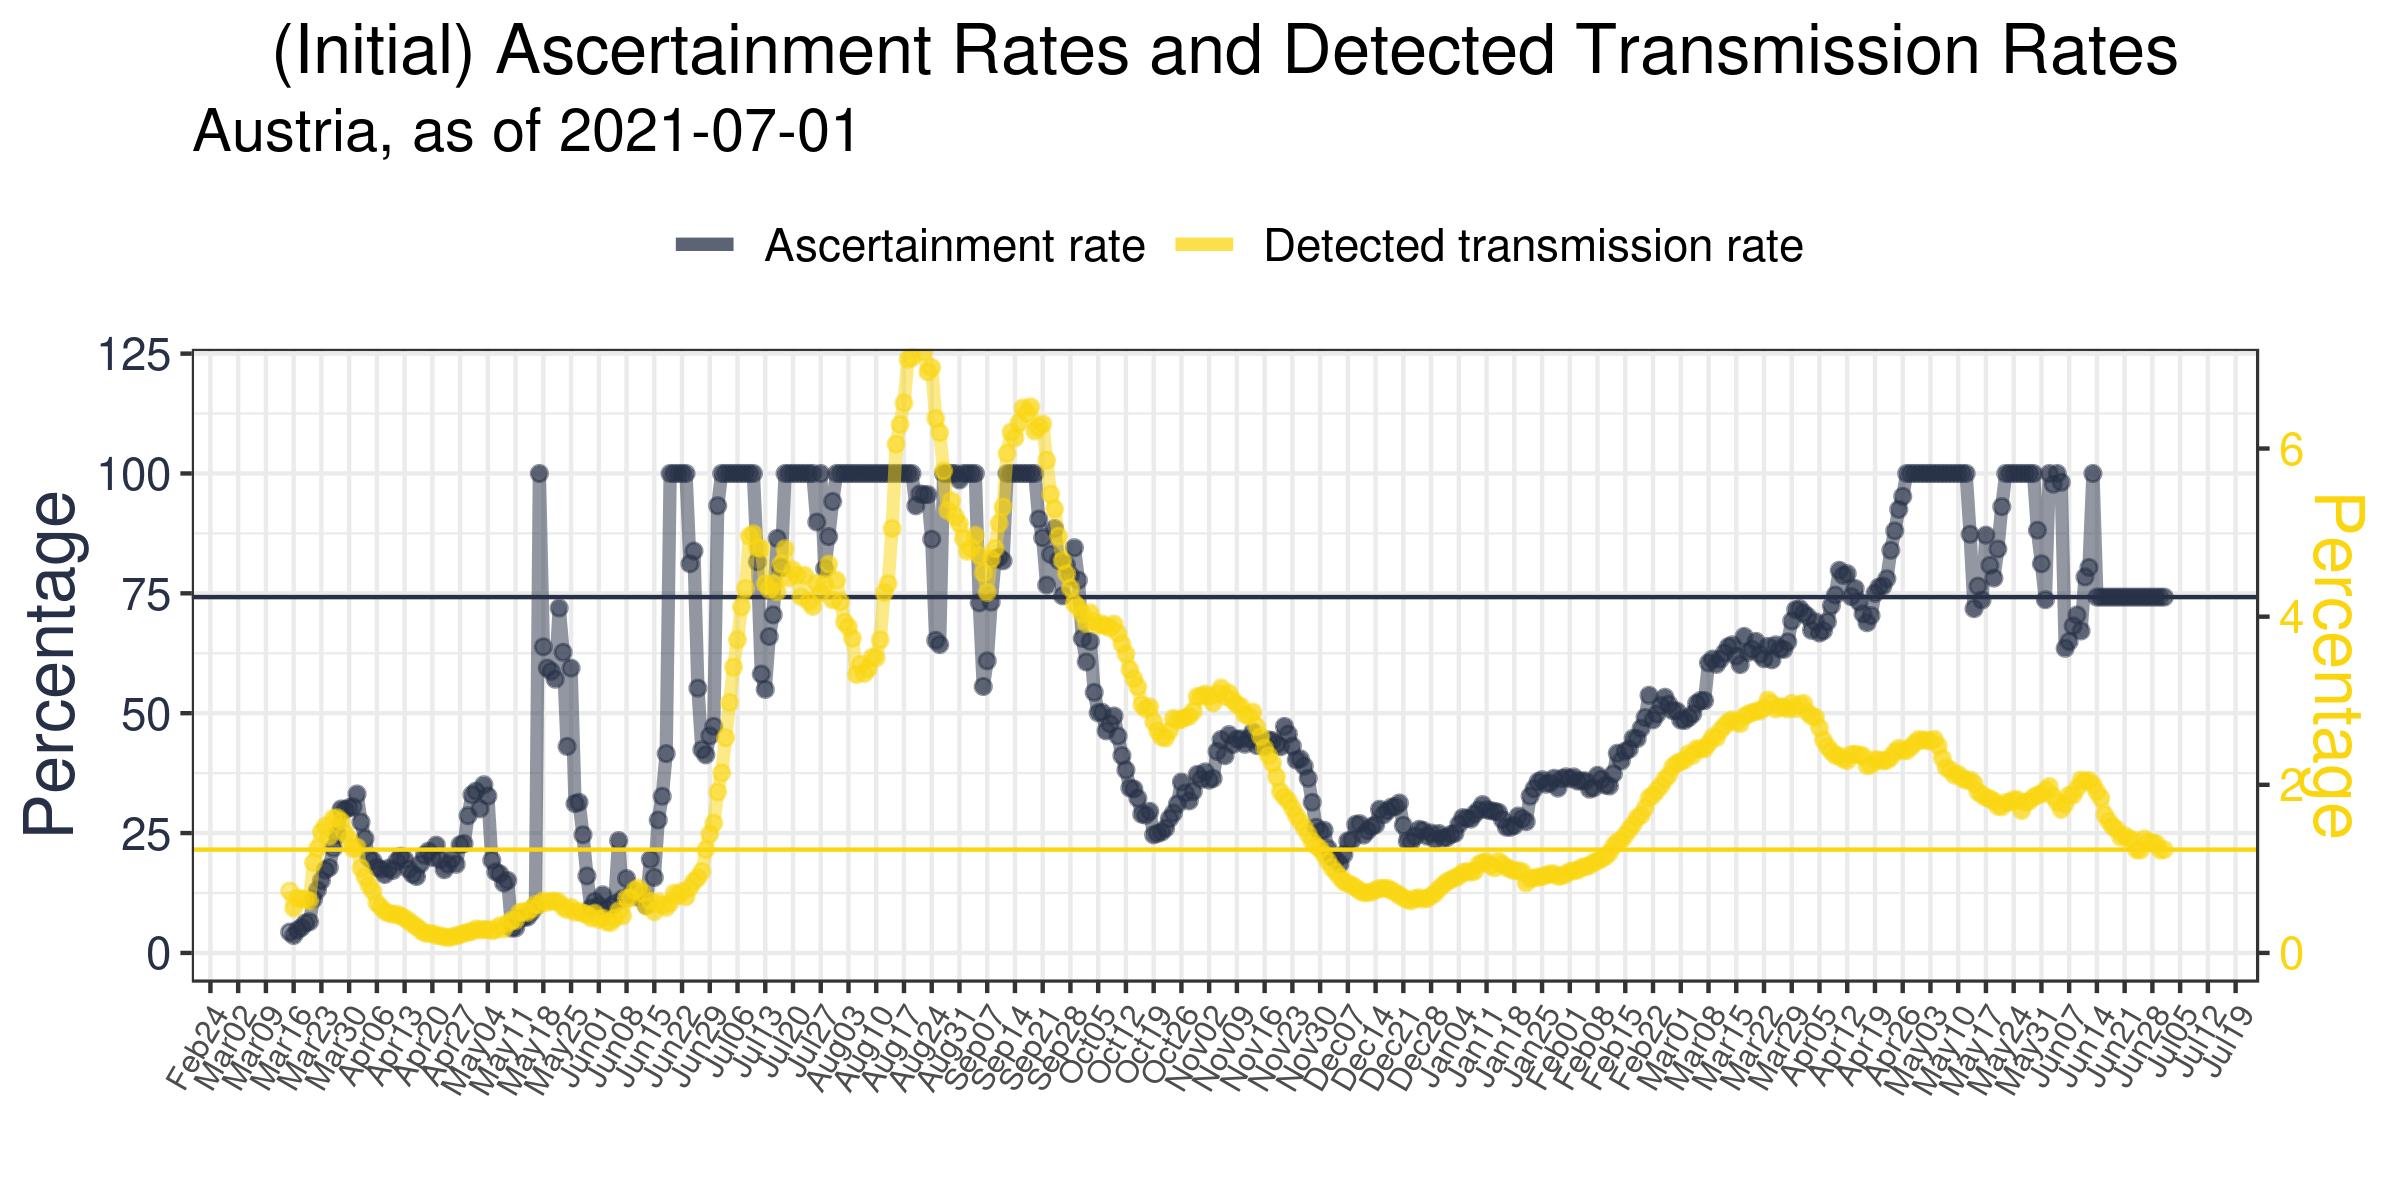 (Initial) Ascertainment Rates and Detected Transmission Rates
Austria, as of 2021-07-01
Ascertainment rate
Detected transmission rate
Percentage
125
100
75
50
25
0
6
4
2
0
Percentage
Feb24
Mar02
Mar09
Mar16
Mar23
Mar30
Apr06
Apr13
Apr20
Apr27
May04
May11
May18
May25
Jun01
Jun08
Jun15
Jun22
Jun29
Jul06
Jul13
Jul20
Jul27
Aug03
Aug10
Aug17
Aug24
Aug31
Sep07
Sep14
Sep21
Sep28
Oct05
Oct12
Oct19
Oct26
Nov02
Nov09
Nov16
Nov23
Nov30
Dec07
Dec14
Dec21
Dec28
Jan04
Jan11
Jan18
Jan25
Feb01
Feb08
Feb15
Feb22
Mar01
Mar08
Mar15
Mar22
Mar29
Apr05
Apr12
Apr19
Apr26
May03
May10
May17
May24
May31
Jun07
Jun14
Jun21
Jun28
Jul05
Jul12
Jul19